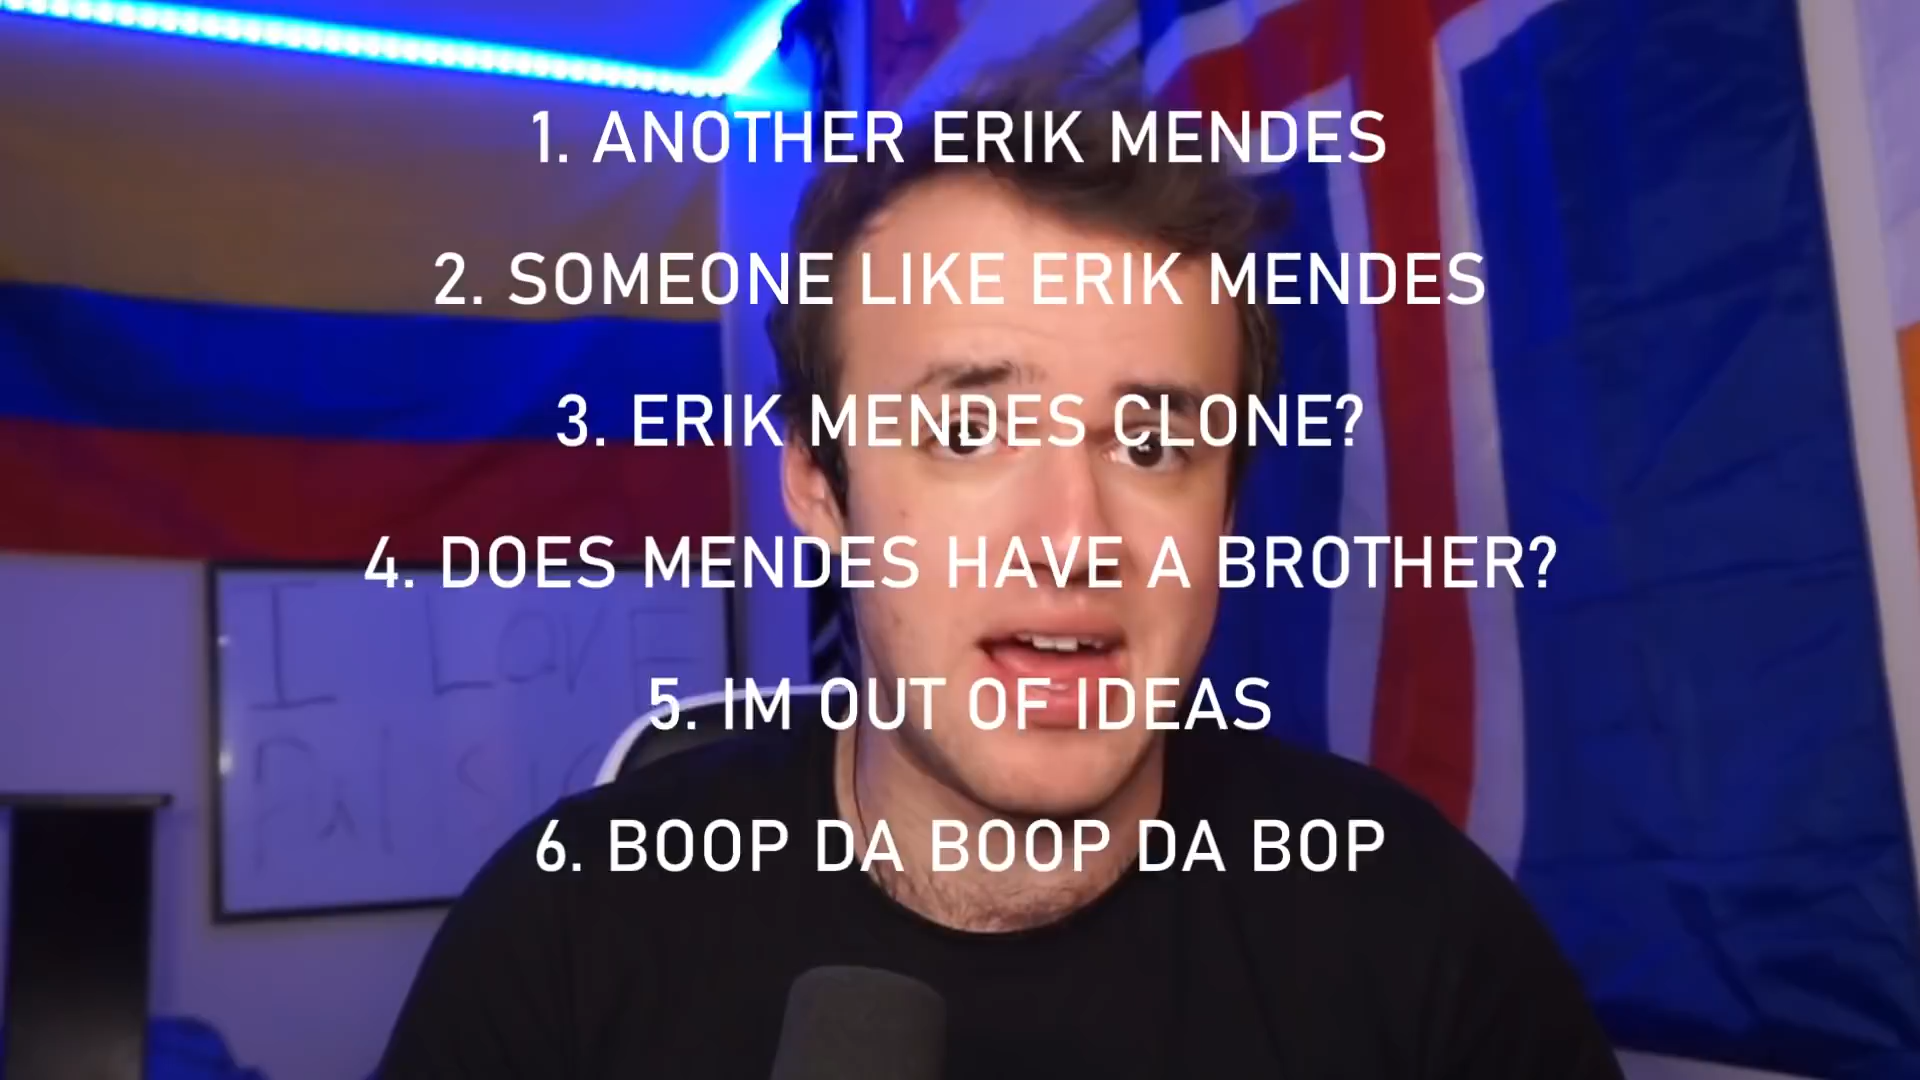 1. ANOTHER ERIK MENDES
2. SOMEONE LIKE ERIK MENDES
3. ERIK MENDES CLONE?
4. DOES MENDES HAVE A BROTHER?
5. IM OUT OF IDEAS
6. BOOP DA BOOP DA BOP
I LOVE